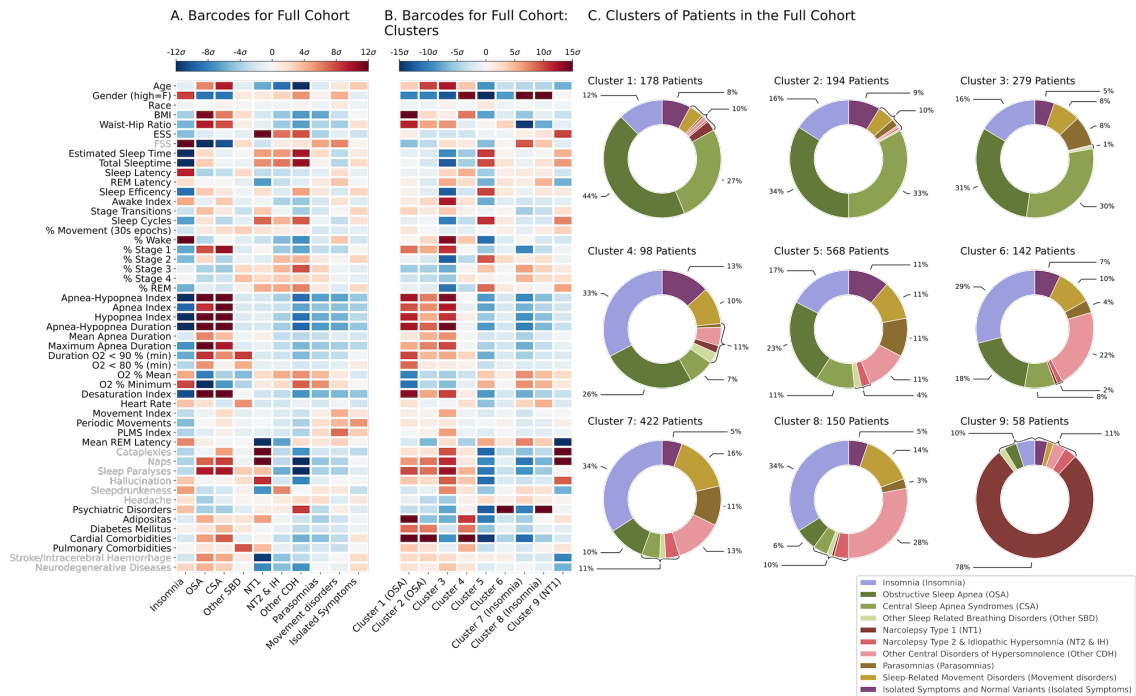 A. Barcodes for Full Cohort
B. Barcodes for Full Cohort:
Clusters
C. Clusters of Patients in the Full Cohort
-12σ -8σ -4σ 0 4σ 8σ 12σ
-15σ -10σ -5σ 0 5σ 10σ 15σ
Age
Gender (high=F)
Race
BMI
Waist-Hip Ratio
ESS
FSS
Estimated Sleep Time
Total Sleeptime
Sleep Latency
REM Latency
Sleep Efficency
Awake Index
Stage Transitions
Sleep Cycles
% Movement (30s epochs)
% Wake
% Stage 1
% Stage 2
% Stage 3
% Stage 4
% REM
Apnea-Hypopnea Index
Apnea Index
Hypopnea Index
Apnea-Hypopnea Duration
Mean Apnea Duration
Maximum Apnea Duration
Duration O2 < 90 % (min)
O2 < 80 % (min)
O2 % Mean
O2 % Minimum
Desaturation Index
Heart Rate
Movement Index
Periodic Movements
PLMS Index
Mean REM Latency
Cataplexies
Naps
Sleep Paralyses
Hallucination
Sleepdrunkeness
Headache
Psychiatric Disorders
Adipositas
Diabetes Mellitus
Cardial Comorbidities
Pulmonary Comorbidities
Stroke/Intracerebral Haemorrhage
Neurodegenerative Diseases
Insomnia
OSA
CSA
Other SBD
NT1
NT2 & IH
Other CDH
Parasomnias
Movement disorders
Isolated Symptoms
Cluster 1 (OSA)
Cluster 2 (OSA)
Cluster 3
Cluster 4
Cluster 5
Cluster 6
Cluster 7 (Insomnia)
Cluster 8 (Insomnia)
Cluster 9 (NT1)
Cluster 1: 178 Patients
12%
8%
10%
27%
44%
Cluster 2: 194 Patients
16%
9%
10%
33%
34%
Cluster 3: 279 Patients
16%
5%
8%
8%
1%
30%
31%
Cluster 4: 98 Patients
33%
13%
10%
11%
7%
26%
Cluster 5: 568 Patients
17%
11%
11%
11%
11%
4%
11%
23%
Cluster 6: 142 Patients
29%
7%
10%
4%
22%
2%
8%
18%
Cluster 7: 422 Patients
34%
5%
16%
11%
13%
11%
10%
Cluster 8: 150 Patients
34%
5%
14%
3%
28%
10%
6%
Cluster 9: 58 Patients
10%
11%
78%
Insomnia (Insomnia)
Obstructive Sleep Apnea (OSA)
Central Sleep Apnea Syndromes (CSA)
Other Sleep Related Breathing Disorders (Other SBD)
Narcolepsy Type 1 (NT1)
Narcolepsy Type 2 & Idiopathic Hypersomnia (NT2 & IH)
Other Central Disorders of Hypersomnolence (Other CDH)
Parasomnias (Parasomnias)
Sleep-Related Movement Disorders (Movement disorders)
Isolated Symptoms and Normal Variants (Isolated Symptoms)